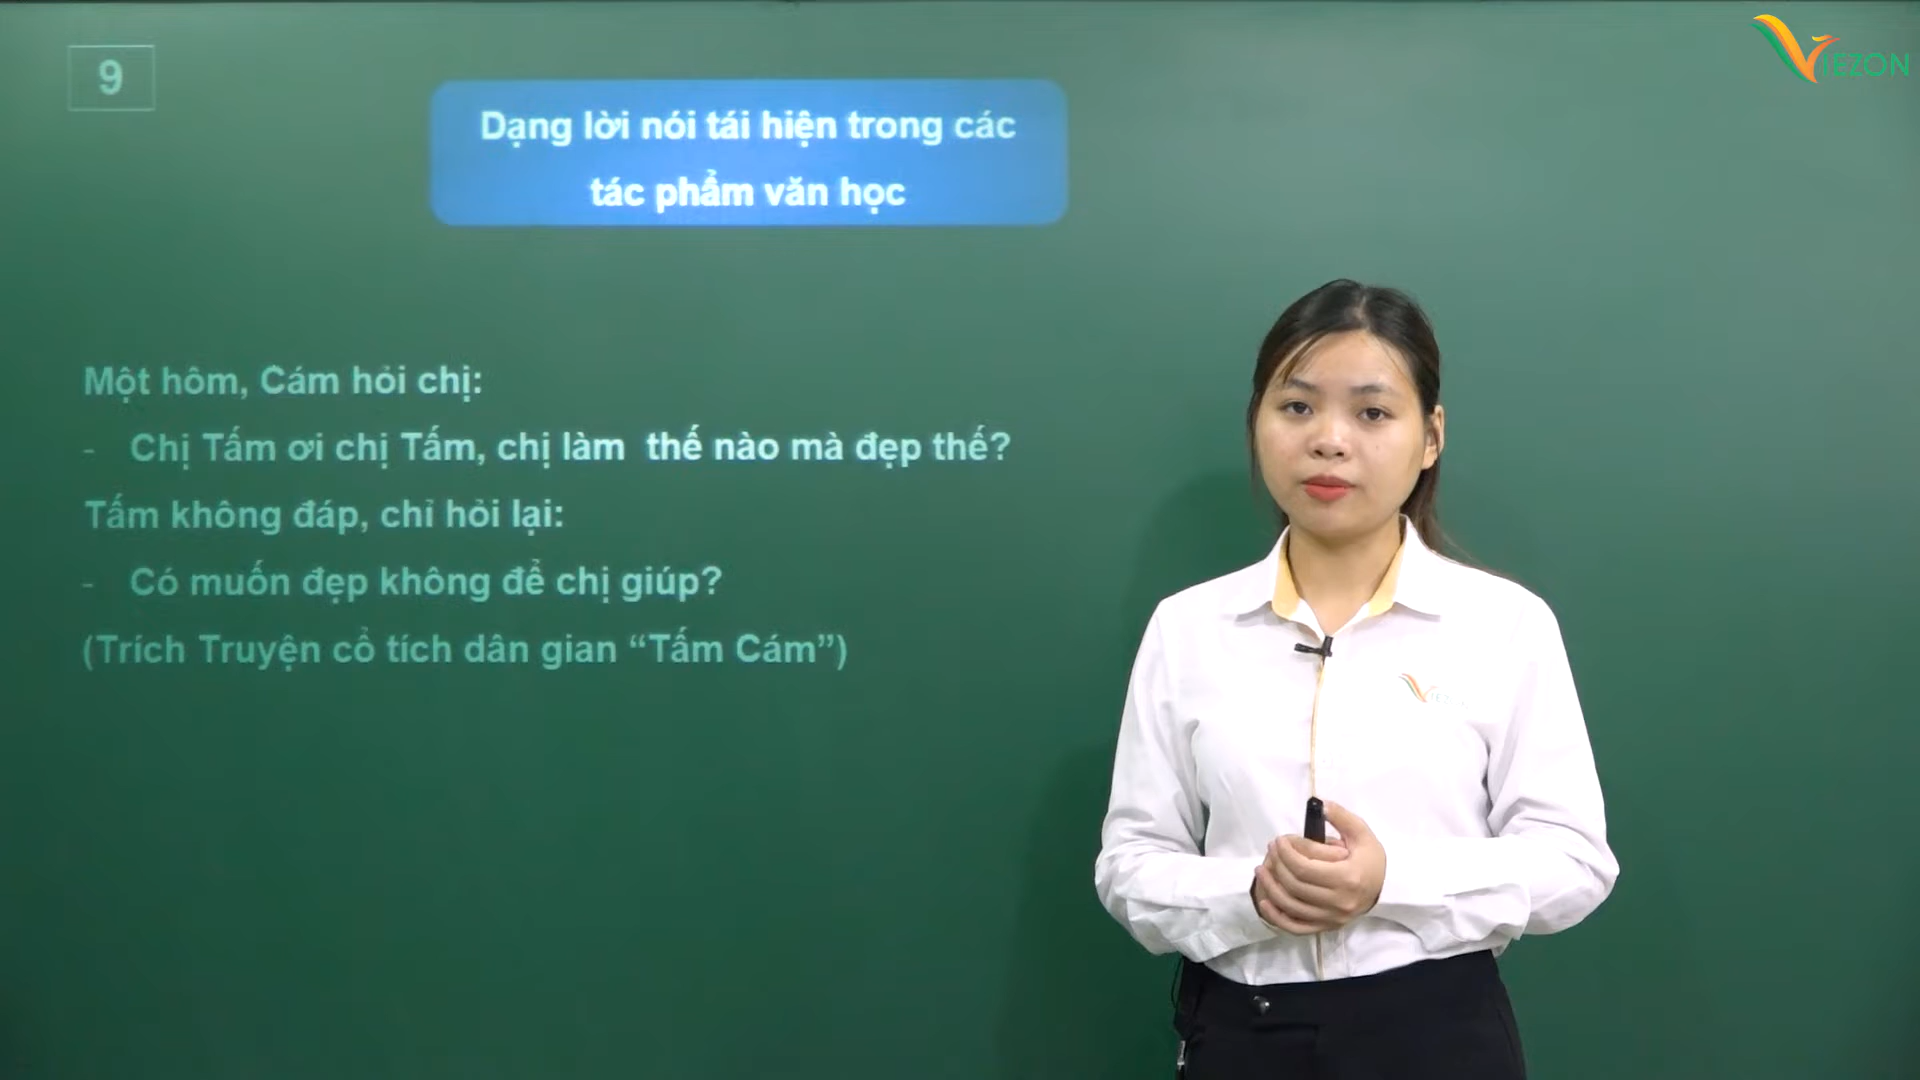 9
VIEZON
Dạng lời nói tái hiện trong các
tác phẩm văn học
Một hôm, Cám hỏi chị:
- Chị Tấm ơi chị Tấm, chị làm thế nào mà đẹp thế?
Tấm không đáp, chỉ hỏi lại:
- Có muốn đẹp không để chị giúp?
(Trích Truyện cổ tích dân gian “Tấm Cám”)
VIEZON